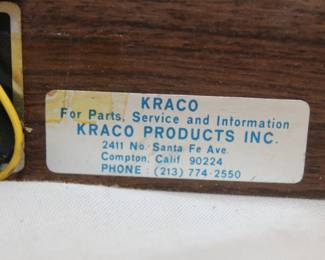 KRACO
For Parts, Service and Information
KRACO PRODUCTS INC.
2411 No. Santa Fe Ave.
Compton, Calif 90224
PHONE (213) 774-2550